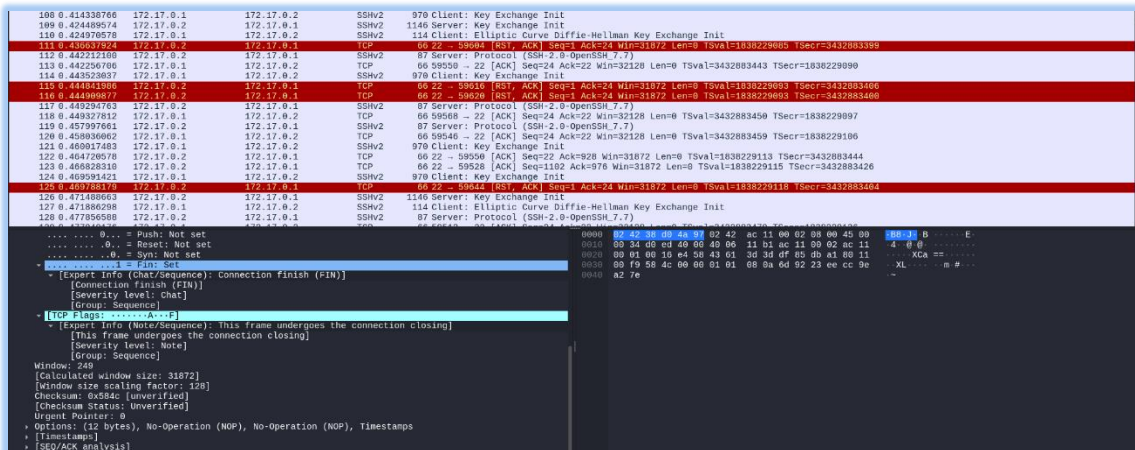 108 0.414338766 172.17.0.1 172.17.0.2 SSHv2 970 Client: Key Exchange Init
109 0.424489574 172.17.0.2 172.17.0.1 SSHv2 1146 Server: Key Exchange Init
110 0.424970578 172.17.0.1 172.17.0.2 SSHv2 114 Client: Elliptic Curve Diffie-Hellman Key Exchange Init
111 0.436637924 172.17.0.2 172.17.0.1 TCP 66 22 → 59604 [RST, ACK] Seq=1 Ack=24 Win=31872 Len=0 TSval=1838229085 TSecr=3432883399
112 0.442212100 172.17.0.2 172.17.0.1 SSHv2 87 Server: Protocol (SSH-2.0-OpenSSH_7.7)
113 0.442256706 172.17.0.1 172.17.0.2 TCP 66 59550 → 22 [ACK] Seq=24 Ack=22 Win=32128 Len=0 TSval=3432883443 TSecr=1838229090
114 0.443523037 172.17.0.1 172.17.0.2 SSHv2 970 Client: Key Exchange Init
115 0.444841986 172.17.0.2 172.17.0.1 TCP 66 22 → 59616 [RST, ACK] Seq=1 Ack=24 Win=31872 Len=0 TSval=1838229093 TSecr=3432883406
116 0.444909877 172.17.0.2 172.17.0.1 TCP 66 22 → 59620 [RST, ACK] Seq=1 Ack=24 Win=31872 Len=0 TSval=1838229093 TSecr=3432883400
117 0.449294763 172.17.0.2 172.17.0.1 SSHv2 87 Server: Protocol (SSH-2.0-OpenSSH_7.7)
118 0.449327812 172.17.0.1 172.17.0.2 TCP 66 59568 → 22 [ACK] Seq=24 Ack=22 Win=32128 Len=0 TSval=3432883450 TSecr=1838229097
119 0.457997661 172.17.0.2 172.17.0.1 SSHv2 87 Server: Protocol (SSH-2.0-OpenSSH_7.7)
120 0.458036062 172.17.0.1 172.17.0.2 TCP 66 59546 → 22 [ACK] Seq=24 Ack=22 Win=32128 Len=0 TSval=3432883459 TSecr=1838229106
121 0.460017483 172.17.0.1 172.17.0.2 SSHv2 970 Client: Key Exchange Init
122 0.464720578 172.17.0.2 172.17.0.1 TCP 66 22 → 59550 [ACK] Seq=22 Ack=928 Win=31872 Len=0 TSval=1838229113 TSecr=3432883444
123 0.466828310 172.17.0.2 172.17.0.1 TCP 66 22 → 59528 [ACK] Seq=1102 Ack=976 Win=31872 Len=0 TSval=1838229115 TSecr=3432883426
124 0.469591421 172.17.0.1 172.17.0.2 SSHv2 970 Client: Key Exchange Init
125 0.469788179 172.17.0.2 172.17.0.1 TCP 66 22 → 59644 [RST, ACK] Seq=1 Ack=24 Win=31872 Len=0 TSval=1838229118 TSecr=3432883404
126 0.471488663 172.17.0.2 172.17.0.1 SSHv2 1146 Server: Key Exchange Init
127 0.471886298 172.17.0.1 172.17.0.2 SSHv2 114 Client: Elliptic Curve Diffie-Hellman Key Exchange Init
128 0.477856588 172.17.0.2 172.17.0.1 SSHv2 87 Server: Protocol (SSH-2.0-OpenSSH_7.7)
.... .... 0... = Push: Not set
.... .... .0.. = Reset: Not set
.... .... ..0. = Syn: Not set
.... .... ...1 = Fin: Set
[Expert Info (Chat/Sequence): Connection finish (FIN)]
[Connection finish (FIN)]
[Severity level: Chat]
[Group: Sequence]
[TCP Flags: ·······A···F]
[Expert Info (Note/Sequence): This frame undergoes the connection closing]
[This frame undergoes the connection closing]
[Severity level: Note]
[Group: Sequence]
Window: 249
[Calculated window size: 31872]
[Window size scaling factor: 128]
Checksum: 0x584c [unverified]
[Checksum Status: Unverified]
Urgent Pointer: 0
Options: (12 bytes), No-Operation (NOP), No-Operation (NOP), Timestamps
[Timestamps]
[SEQ/ACK analysis]
0000 02 42 38 d0 4a 97 02 42 ac 11 00 02 08 00 45 00 ·B8·J··B ······E·
0010 00 34 d0 ed 40 00 40 06 11 b1 ac 11 00 02 ac 11 ·4··@·@· ········
0020 00 01 00 16 e4 58 43 61 3d 3d df 85 db a1 80 11 ·····XCa ==······
0030 00 f9 58 4c 00 00 01 01 08 0a 6d 92 23 ee cc 9e ··XL···· ··m·#···
0040 a2 7e ·~